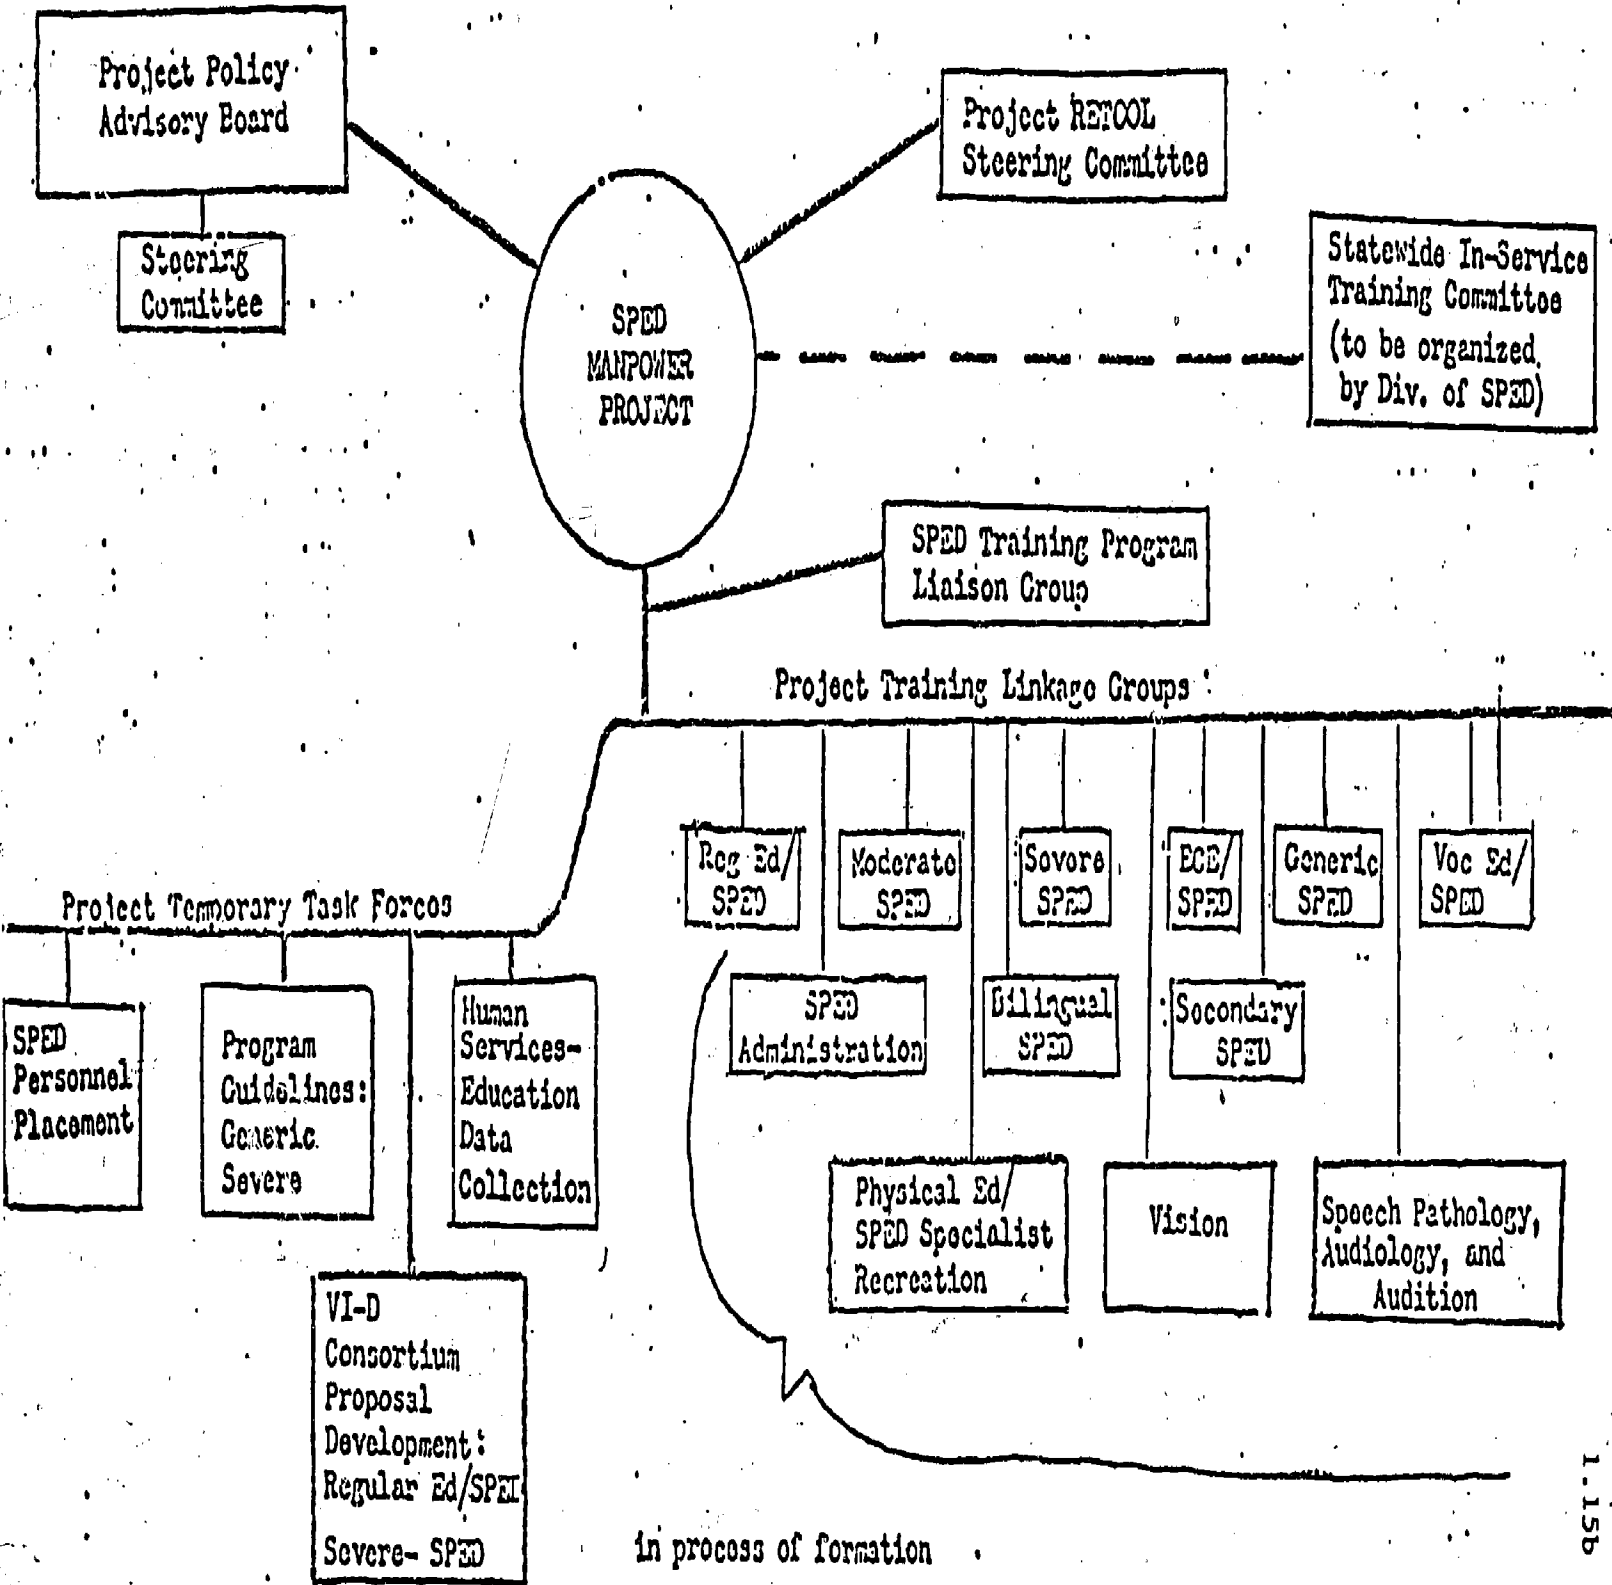 Project Policy
Advisory Board
Steering
Committee
Project RETOOL
Steering Committee
Statewide In-Service
Training Committee
(to be organized
by Div. of SPED)
SPED
MANPOWER
PROJECT
SPED Training Program
Liaison Group
Project Training Linkage Groups
Reg Ed/
SPED
Moderate
SPED
Severe
SPED
ECE/
SPED
Generic
SPED
Voc Ed/
SPED
SPED
Administration
Bilingual
SPED
Secondary
SPED
Physical Ed/
SPED Specialist
Recreation
Vision
Speech Pathology,
Audiology, and
Audition
Project Temporary Task Forces
SPED
Personnel
Placement
Program
Guidelines:
Generic
Severe
Human
Services-
Education
Data
Collection
VI-D
Consortium
Proposal
Development:
Regular Ed/SPED
Severe- SPED
in process of formation
1-15b